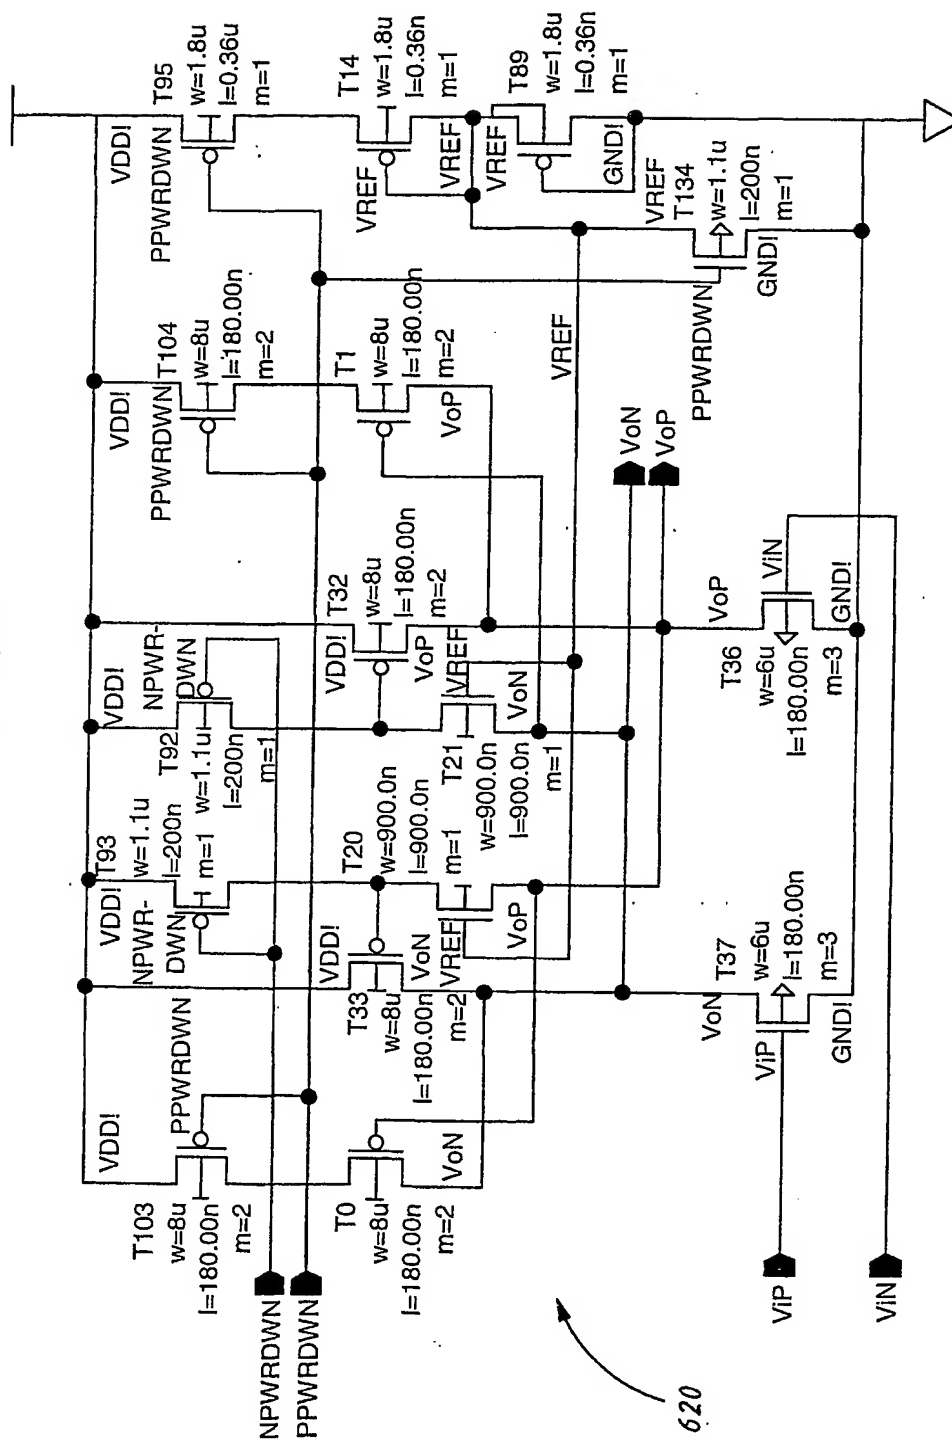 VDD!
PPWRDWN
T95
w=1.8u
l=0.36u
m=1
VREF
T14
w=1.8u
l=0.36n
m=1
VREF
VREF
T89
w=1.8u
l=0.36n
m=1
GND!
VREF
T134
w=1.1u
l=200n
m=1
PPWRDWN
GND!
VDD!
PPWRDWN
T104
w=8u
l=180.00n
m=2
T1
w=8u
l=180.00n
m=2
VoP
VREF
VoN
VoP
VDD!
NPWR-
DWN
T92
w=1.1u
l=200n
m=1
VDD!
T32
w=8u
l=180.00n
m=2
VoP
VREF
T21
w=900.0n
l=900.0n
m=1
VoN
VoP
ViN
T36
w=6u
l=180.00n
m=3
GND!
VDD!
NPWR-
DWN
T93
w=1.1u
l=200n
m=1
T20
w=900.0n
l=900.0n
m=1
VREF
VoP
VDD!
T33
w=8u
l=180.00n
m=2
VoN
VoN
ViP
T37
w=6u
l=180.00n
m=3
GND!
VDD!
PPWRDWN
T103
w=8u
l=180.00n
m=2
T0
w=8u
l=180.00n
m=2
VoN
NPWRDWN
PPWRDWN
ViP
ViN
620